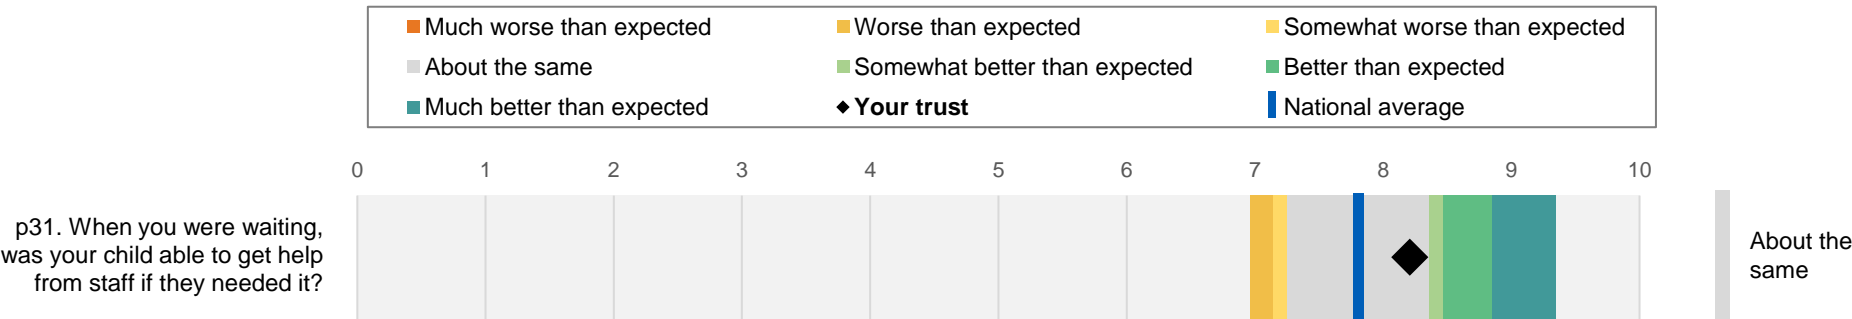 Much worse than expected
Worse than expected
Somewhat worse than expected
About the same
Somewhat better than expected
Better than expected
Much better than expected
Your trust
National average
0 1 2 3 4 5 6 7 8 9 10
p31. When you were waiting,
was your child able to get help
from staff if they needed it?
About the
same